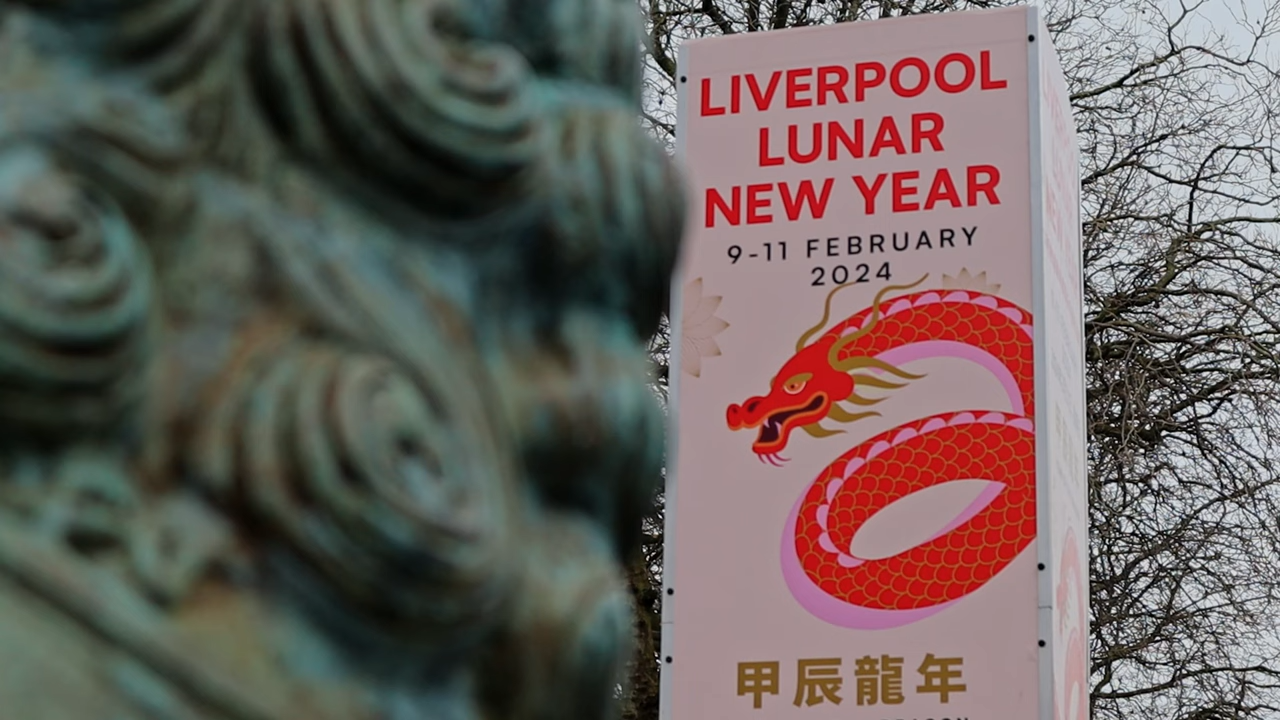 LIVERPOOL
LUNAR
NEW YEAR
9-11 FEBRUARY
2024
甲辰龍年